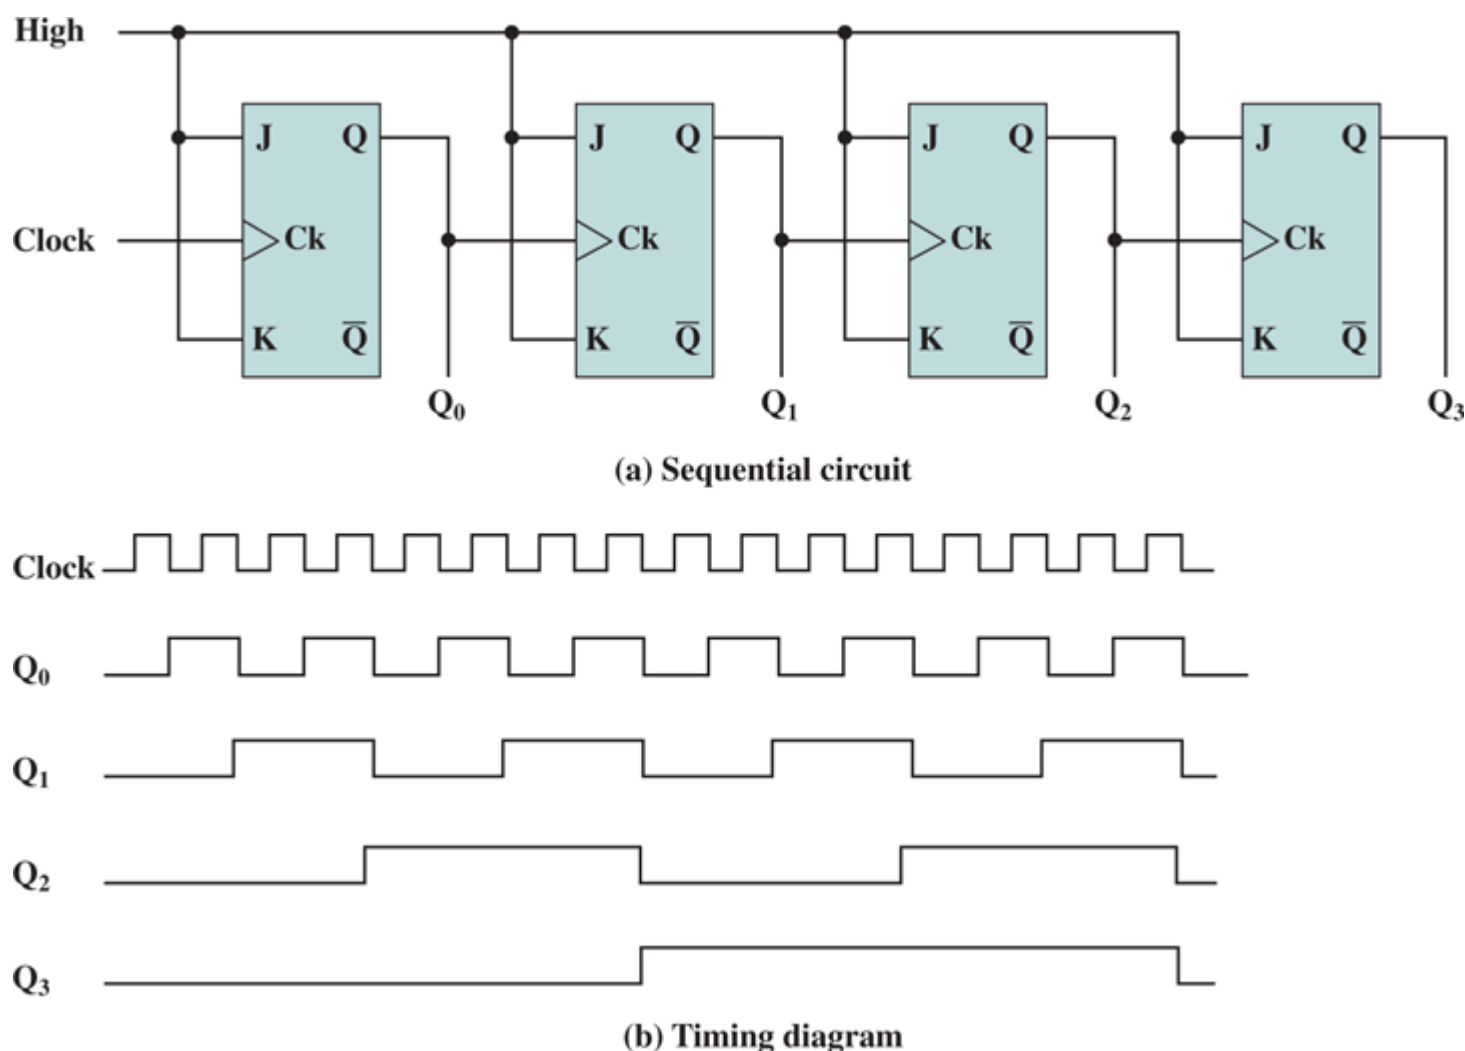 High
J Q J Q J Q J Q
Clock Ck Ck Ck Ck
K Q̅ K Q̅ K Q̅ K Q̅
Q₀ Q₁ Q₂ Q₃
(a) Sequential circuit
Clock
Q₀
Q₁
Q₂
Q₃
(b) Timing diagram